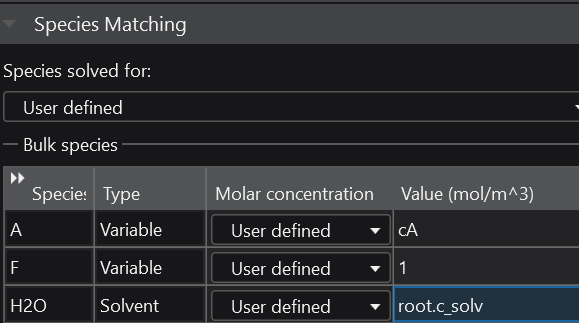 Species Matching
Species solved for:
User defined
Bulk species
Species Type Molar concentration Value (mol/m^3)
A Variable User defined cA
F Variable User defined 1
H2O Solvent User defined root.c_solv